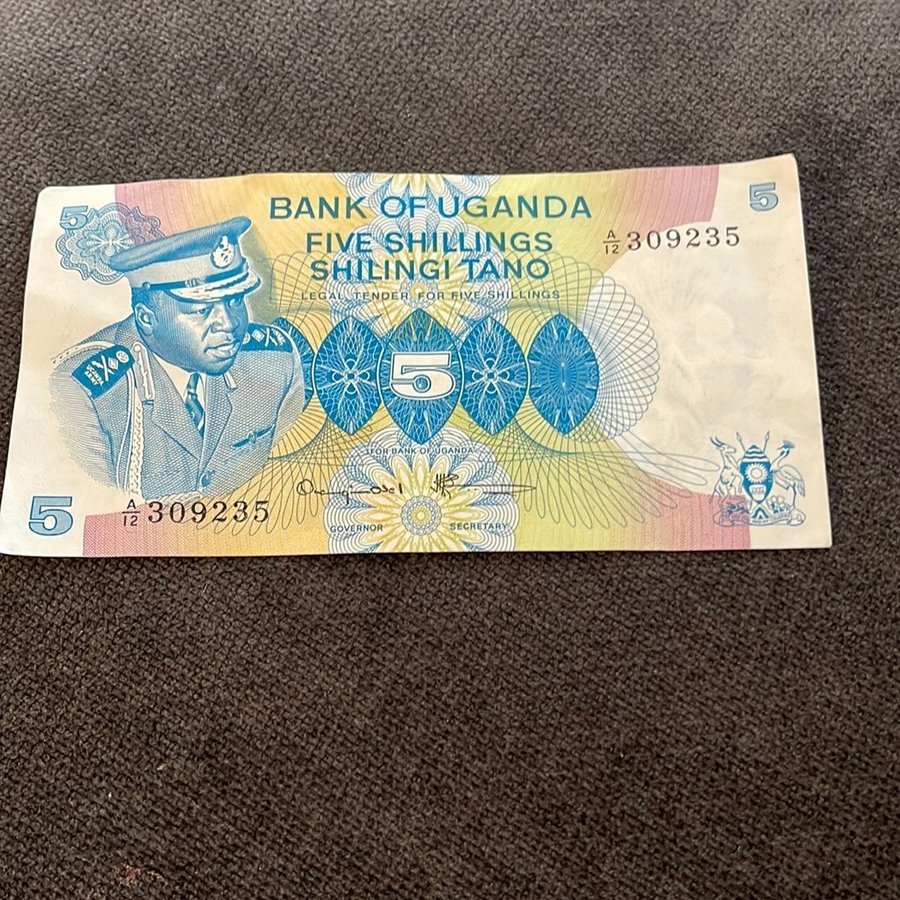 5
BANK OF UGANDA
5
FIVE SHILLINGS
A/12 309235
SHILINGI TANO
LEGAL TENDER FOR FIVE SHILLINGS
5
FOR BANK OF UGANDA
5
A/12 309235
GOVERNOR
SECRETARY